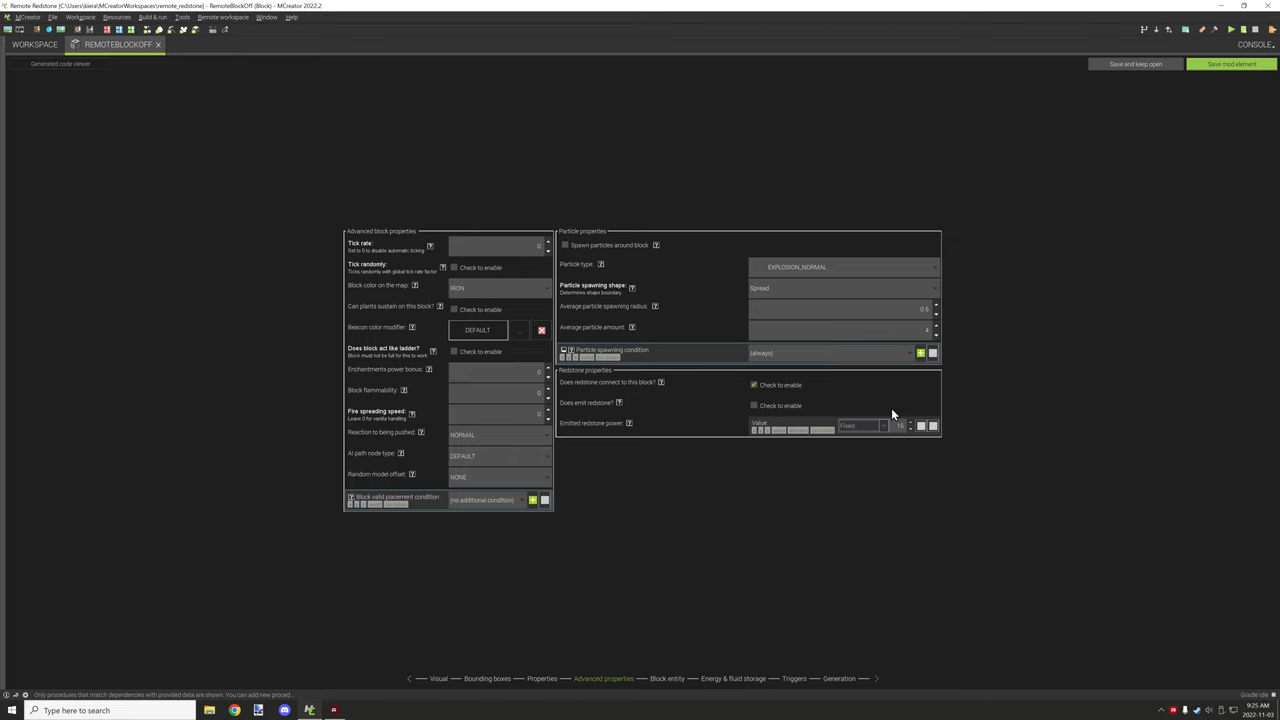 Remote Redstone [C:\Users\kiera\MCreatorWorkspaces\remote_redstone] - RemoteBlockOff (Block) - MCreator 2022.2
MCreator File Workspace Resources Build & run Tools Remote workspace Window Help
WORKSPACE REMOTEBLOCKOFF CONSOLE
Generated code viewer Save and keep open Save mod element
Advanced block properties
Tick rate:
Set to 0 to disable automatic ticking
0
Tick randomly:
Ticks randomly with global tick rate factor
Check to enable
Block color on the map: IRON
Can plants sustain on this block? Check to enable
Beacon color modifier: DEFAULT ...
Does block act like ladder?
Block must not be full for this to work
Check to enable
Enchantments power bonus: 0
Block flammability: 0
Fire spreading speed:
Leave 0 for vanilla handling
0
Reaction to being pushed: NORMAL
AI path node type: DEFAULT
Random model offset: NONE
Block valid placement condition (no additional condition)
Particle properties
Spawn particles around block
Particle type: EXPLOSION_NORMAL
Particle spawning shape:
Determines shape boundary
Spread
Average particle spawning radius: 0.5
Average particle amount: 4
Particle spawning condition (always)
Redstone properties
Does redstone connect to this block? Check to enable
Does emit redstone? Check to enable
Emitted redstone power: Value: Fixed: 15
Visual Bounding boxes Properties Advanced properties Block entity Energy & fluid storage Triggers Generation
Only procedures that match dependencies with provided data are shown. You can add new proced... Gradle idle
Type here to search
9:25 AM
2022-11-03